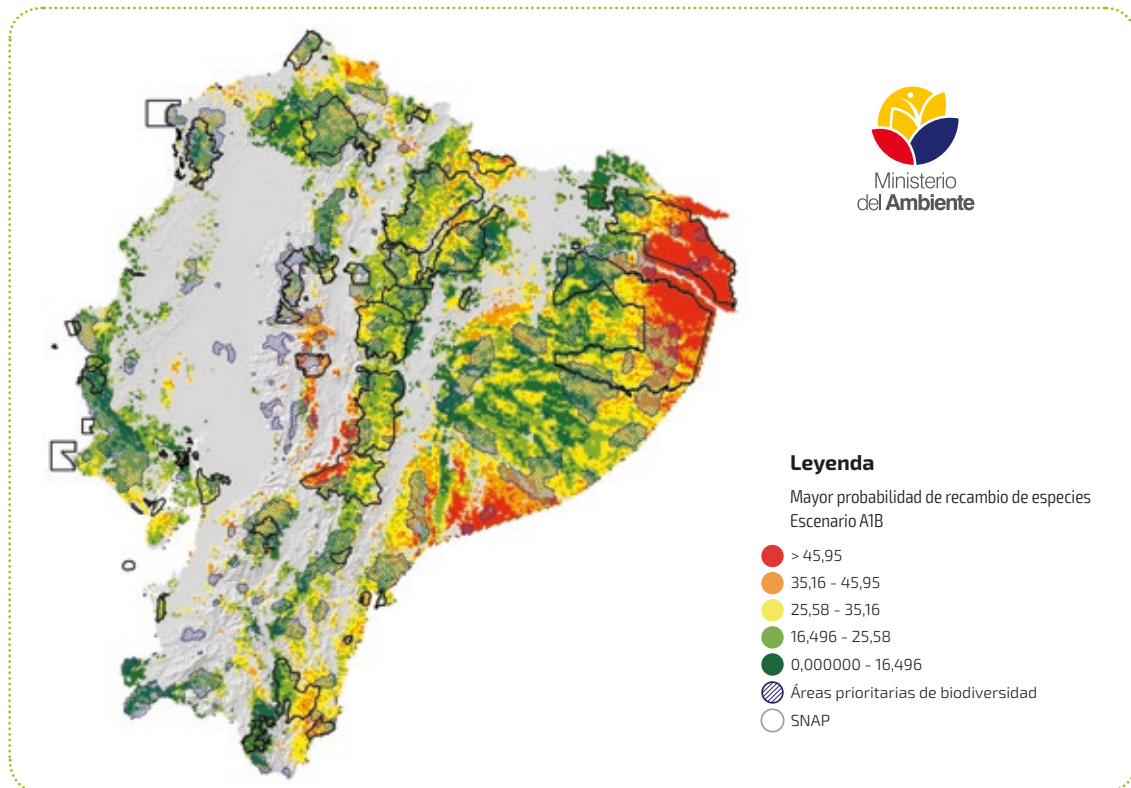 Ministerio
del Ambiente
Leyenda
Mayor probabilidad de recambio de especies
Escenario A1B
> 45,95
35,16 - 45,95
25,58 - 35,16
16,496 - 25,58
0,000000 - 16,496
Áreas prioritarias de biodiversidad
SNAP